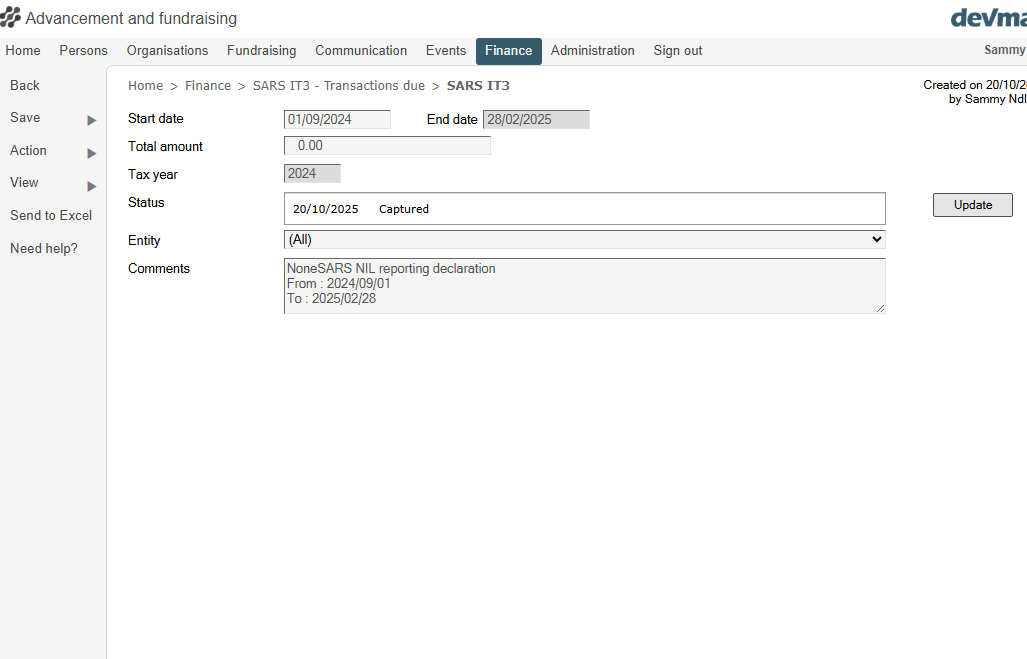 Advancement and fundraising
Home Persons Organisations Fundraising Communication Events Finance Administration Sign out Sammy
Back
Home > Finance > SARS IT3 - Transactions due > SARS IT3
Created on 20/10/2
by Sammy Ndl
Save
Action
View
Send to Excel
Need help?
Start date 01/09/2024 End date 28/02/2025
Total amount 0.00
Tax year 2024
Status 20/10/2025 Captured Update
Entity (All)
Comments NoneSARS NIL reporting declaration
From : 2024/09/01
To : 2025/02/28